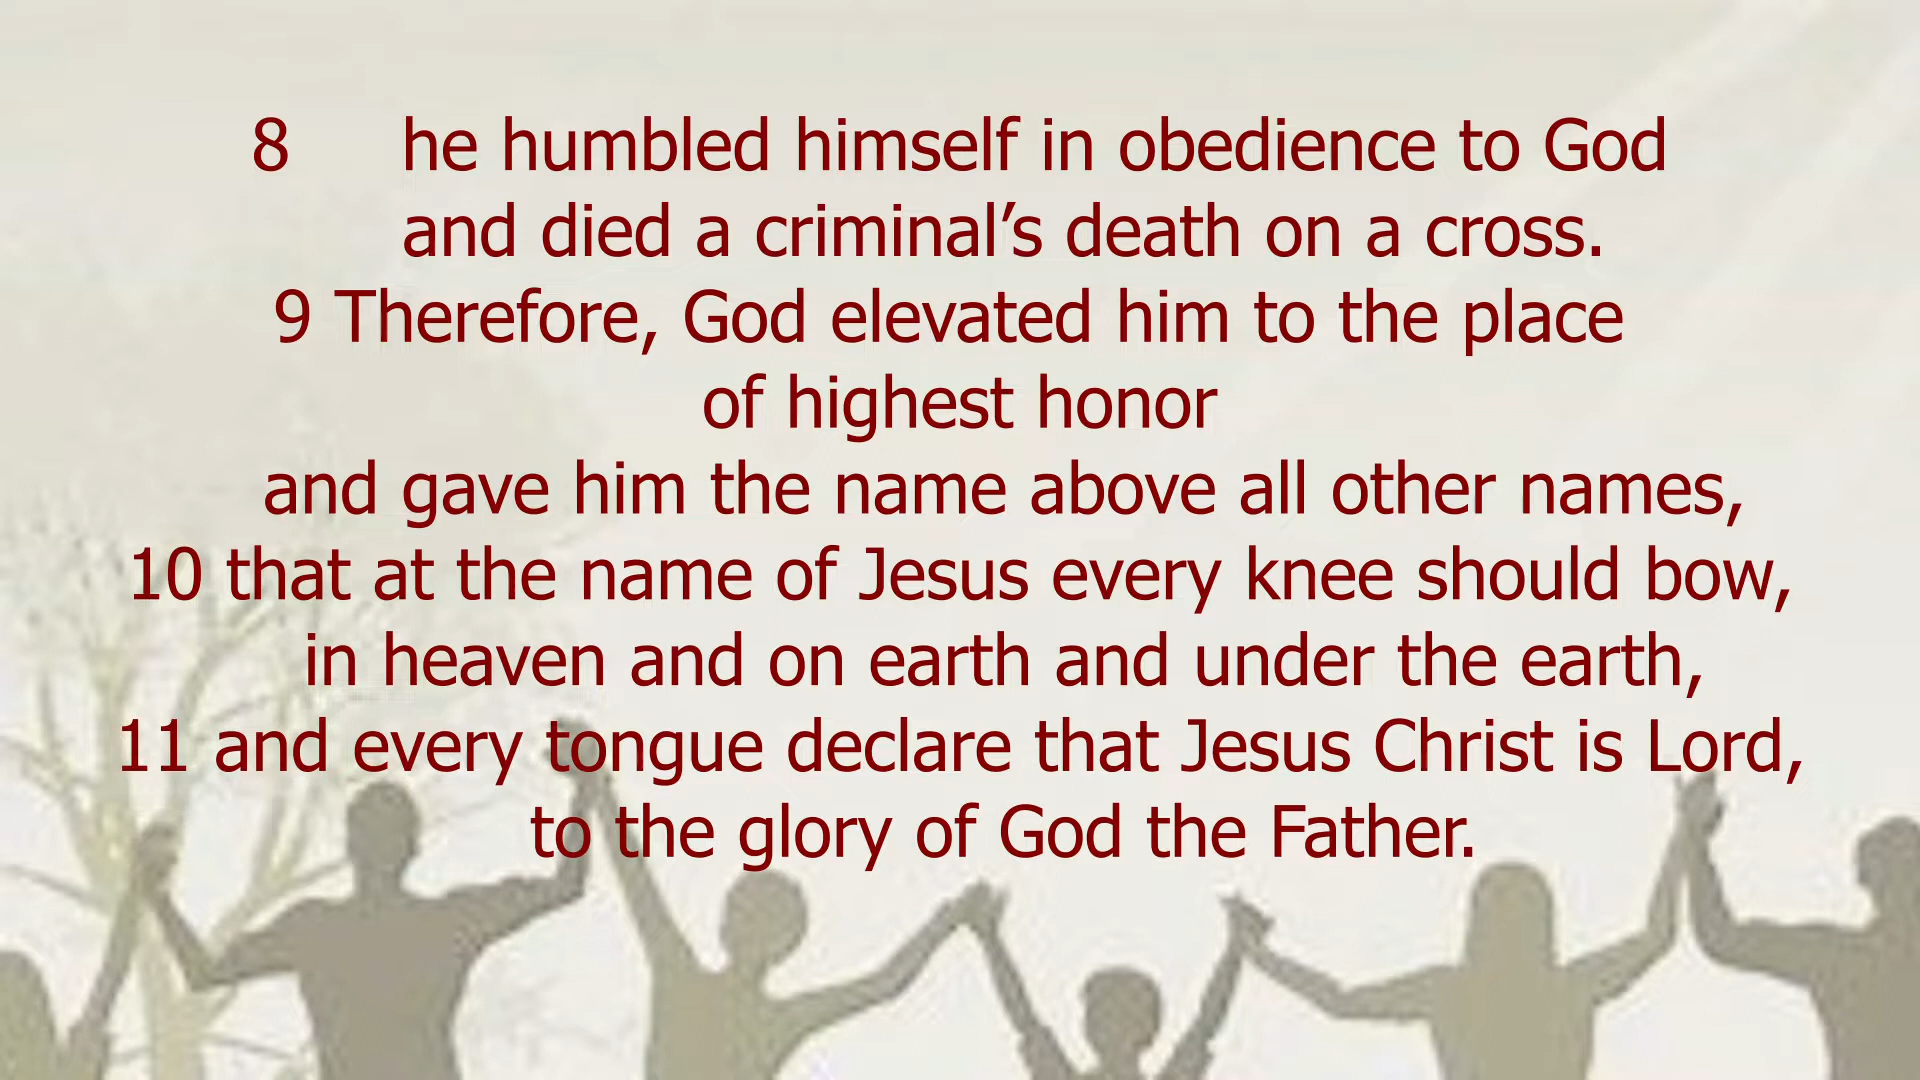 8 he humbled himself in obedience to God
and died a criminal’s death on a cross.
9 Therefore, God elevated him to the place
of highest honor
and gave him the name above all other names,
10 that at the name of Jesus every knee should bow,
in heaven and on earth and under the earth,
11 and every tongue declare that Jesus Christ is Lord,
to the glory of God the Father.